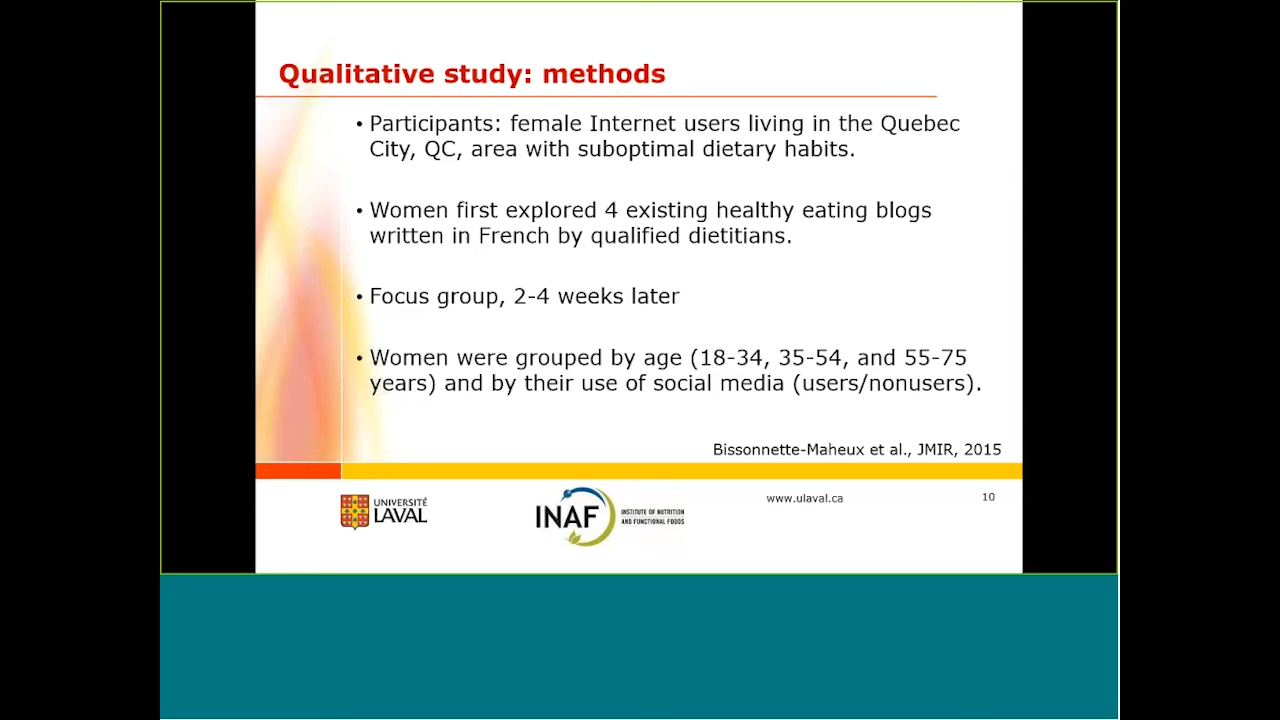 Qualitative study: methods
• Participants: female Internet users living in the Quebec
City, QC, area with suboptimal dietary habits.
• Women first explored 4 existing healthy eating blogs
written in French by qualified dietitians.
• Focus group, 2-4 weeks later
• Women were grouped by age (18-34, 35-54, and 55-75
years) and by their use of social media (users/nonusers).
Bissonnette-Maheux et al., JMIR, 2015
UNIVERSITÉ
LAVAL
INAF
INSTITUTE OF NUTRITION
AND FUNCTIONAL FOODS
www.ulaval.ca
10